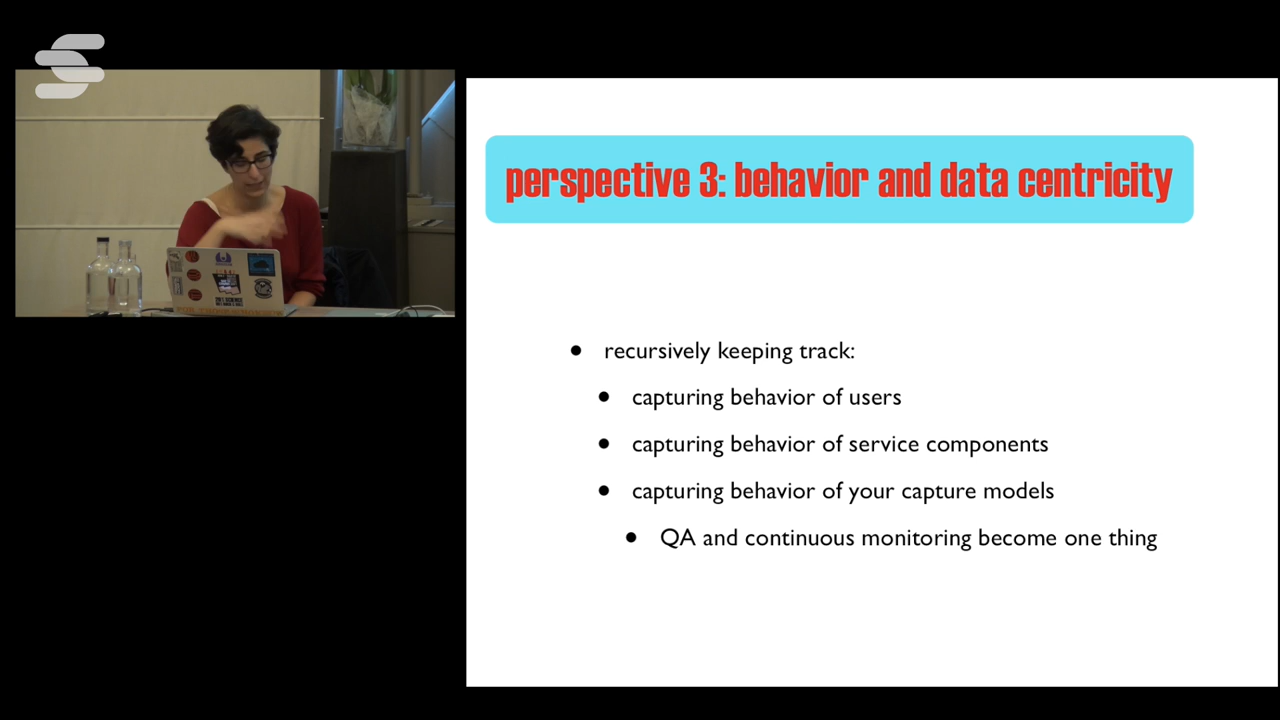 perspective 3: behavior and data centricity
● recursively keeping track:
● capturing behavior of users
● capturing behavior of service components
● capturing behavior of your capture models
● QA and continuous monitoring become one thing